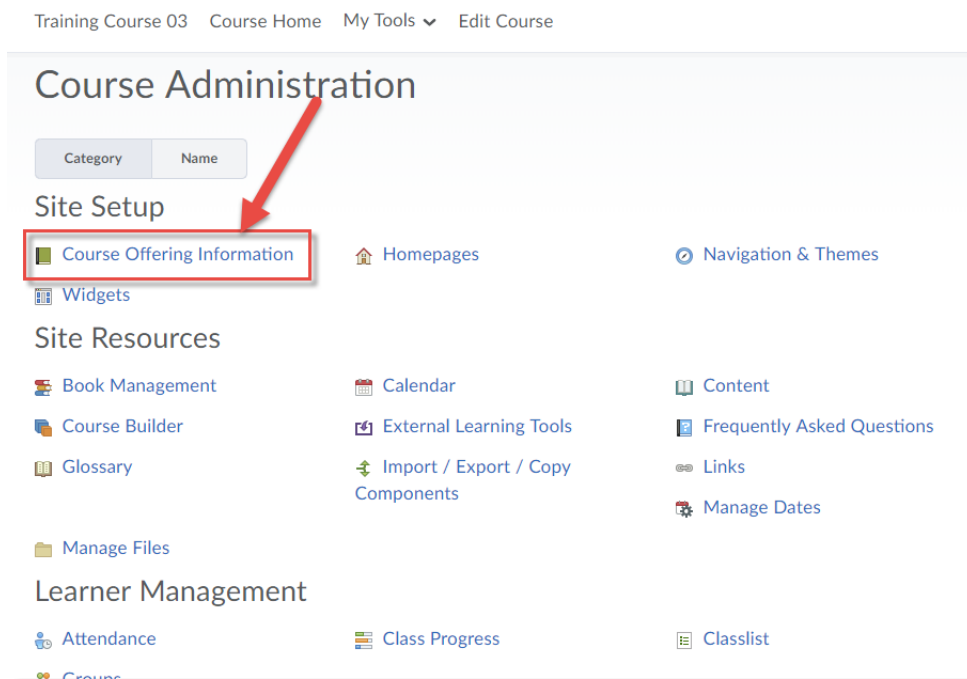 Training Course 03 Course Home My Tools Edit Course
Course Administration
Category Name
Site Setup
Course Offering Information Homepages Navigation & Themes
Widgets
Site Resources
Book Management Calendar Content
Course Builder External Learning Tools Frequently Asked Questions
Glossary Import / Export / Copy Links
Components
Manage Dates
Manage Files
Learner Management
Attendance Class Progress Classlist
Groups